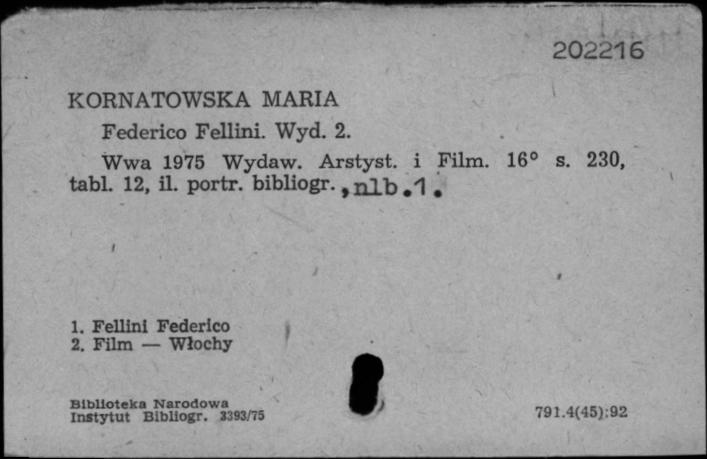 202216
KORNATOWSKA MARIA
Federico Fellini. Wyd. 2.
Wwa 1975 Wydaw. Arstyst. i Film. 16° s. 230,
tabl. 12, il. portr. bibliogr. , nlb.1.
1. Fellini Federico
2. Film — Włochy
Biblioteka Narodowa
Instytut Bibliogr. 3393/75
791.4(45):92